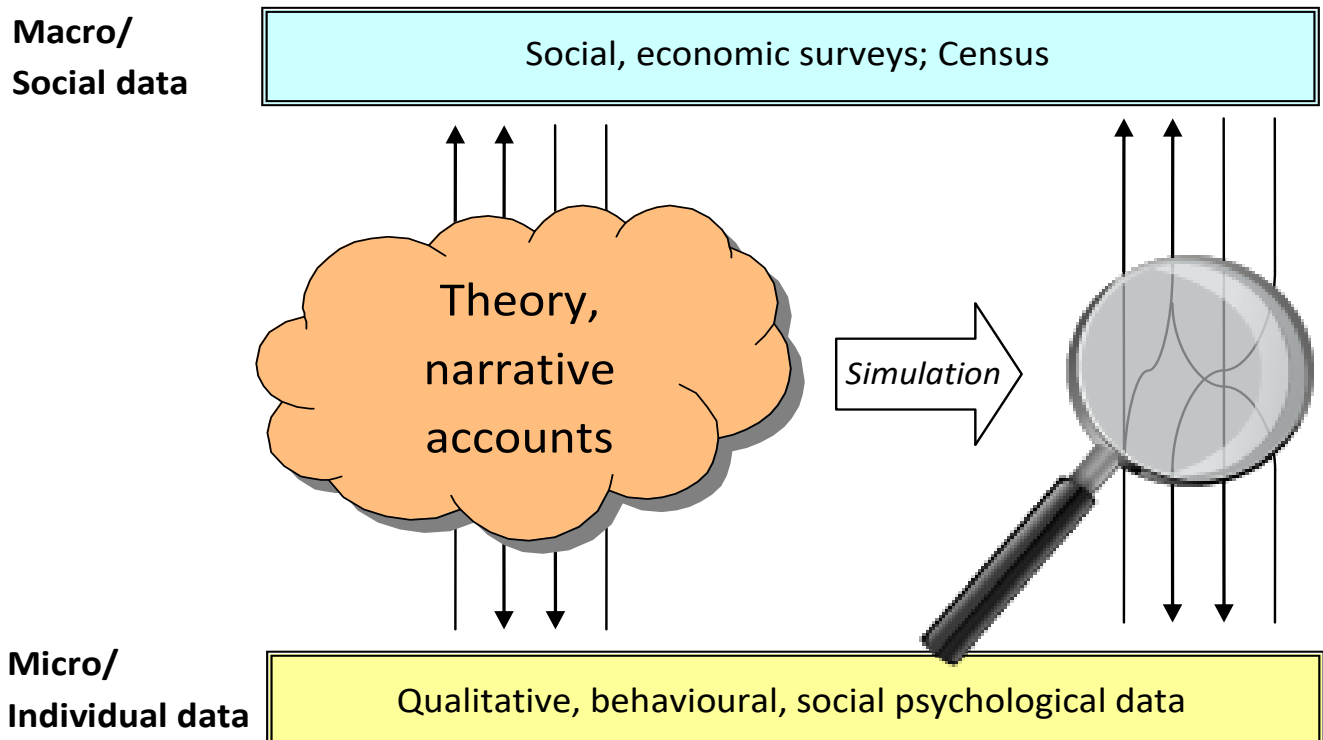 Macro/
Social data
Social, economic surveys; Census
Theory,
narrative
accounts
Simulation
Micro/
Individual data
Qualitative, behavioural, social psychological data